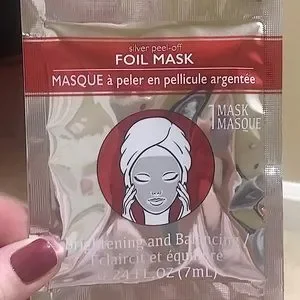 silver peel-off
FOIL MASK
MASQUE à peler en pellicule argentée
1 MASK
MASQUE
Brightening and Balancing /
Éclaircit et équilibre
0.24 FL.OZ (7mL)